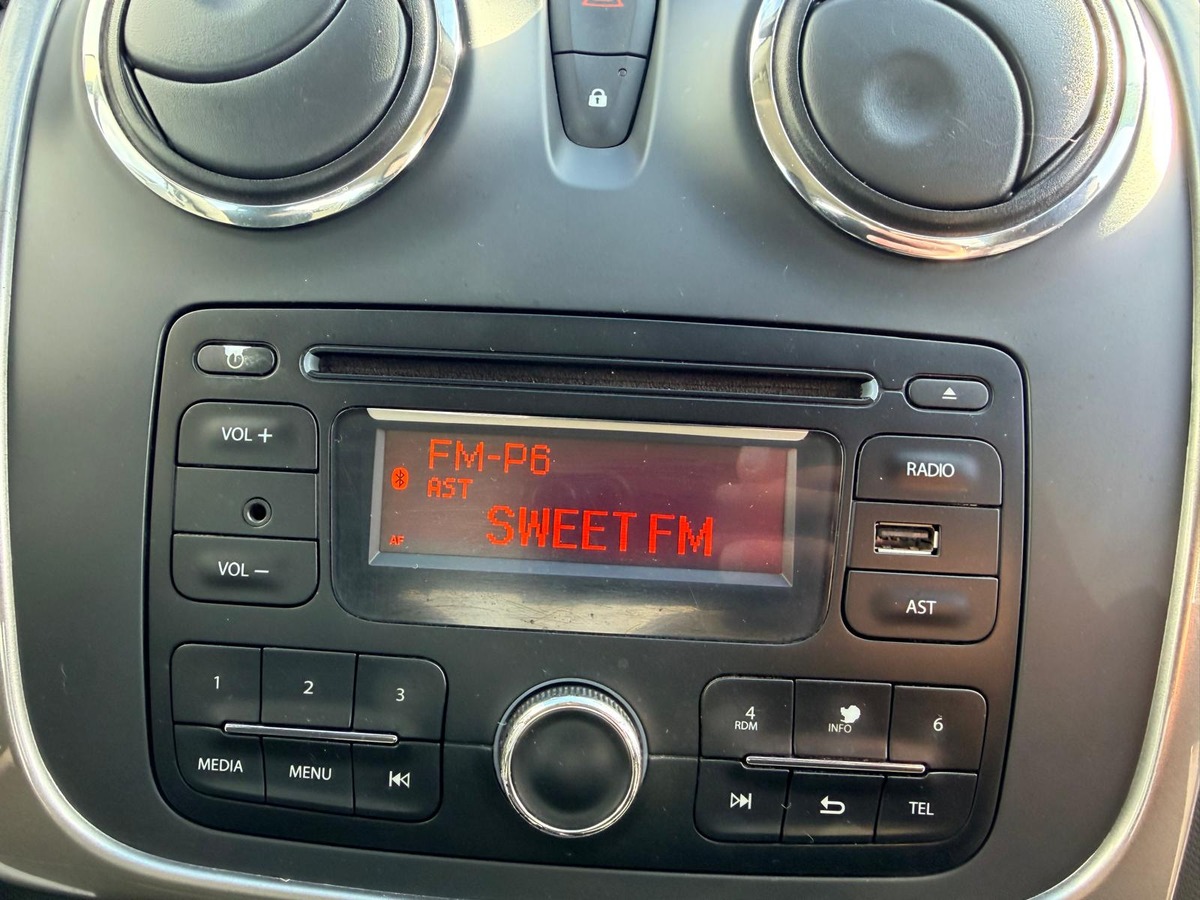 VOL +
VOL −
FM-P6
AST
AF
SWEET FM
RADIO
AST
1
2
3
MEDIA
MENU
4
RDM
INFO
6
TEL